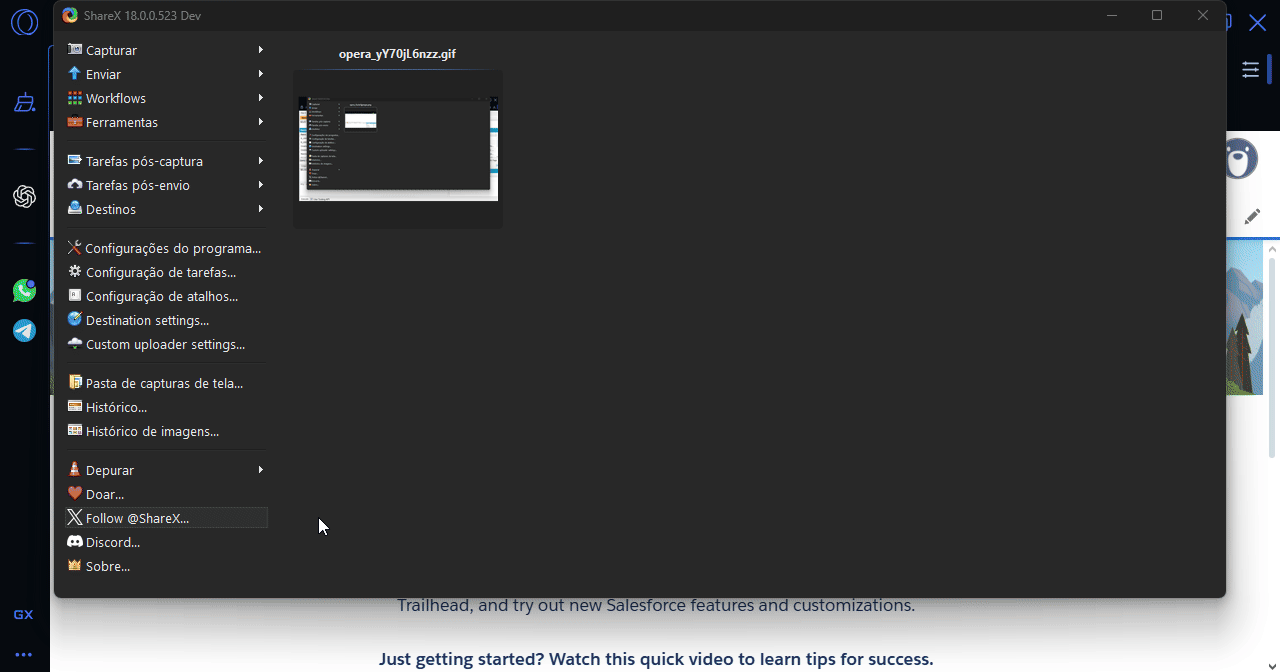 ShareX 18.0.0.523 Dev
Capturar
Enviar
Workflows
Ferramentas
Tarefas pós-captura
Tarefas pós-envio
Destinos
Configurações do programa...
Configuração de tarefas...
Configuração de atalhos...
Destination settings...
Custom uploader settings...
Pasta de capturas de tela...
Histórico...
Histórico de imagens...
Depurar
Doar...
Follow @ShareX...
Discord...
Sobre...
opera_yY70jL6nzz.gif
GX
Trailhead, and try out new Salesforce features and customizations.
Just getting started? Watch this quick video to learn tips for success.